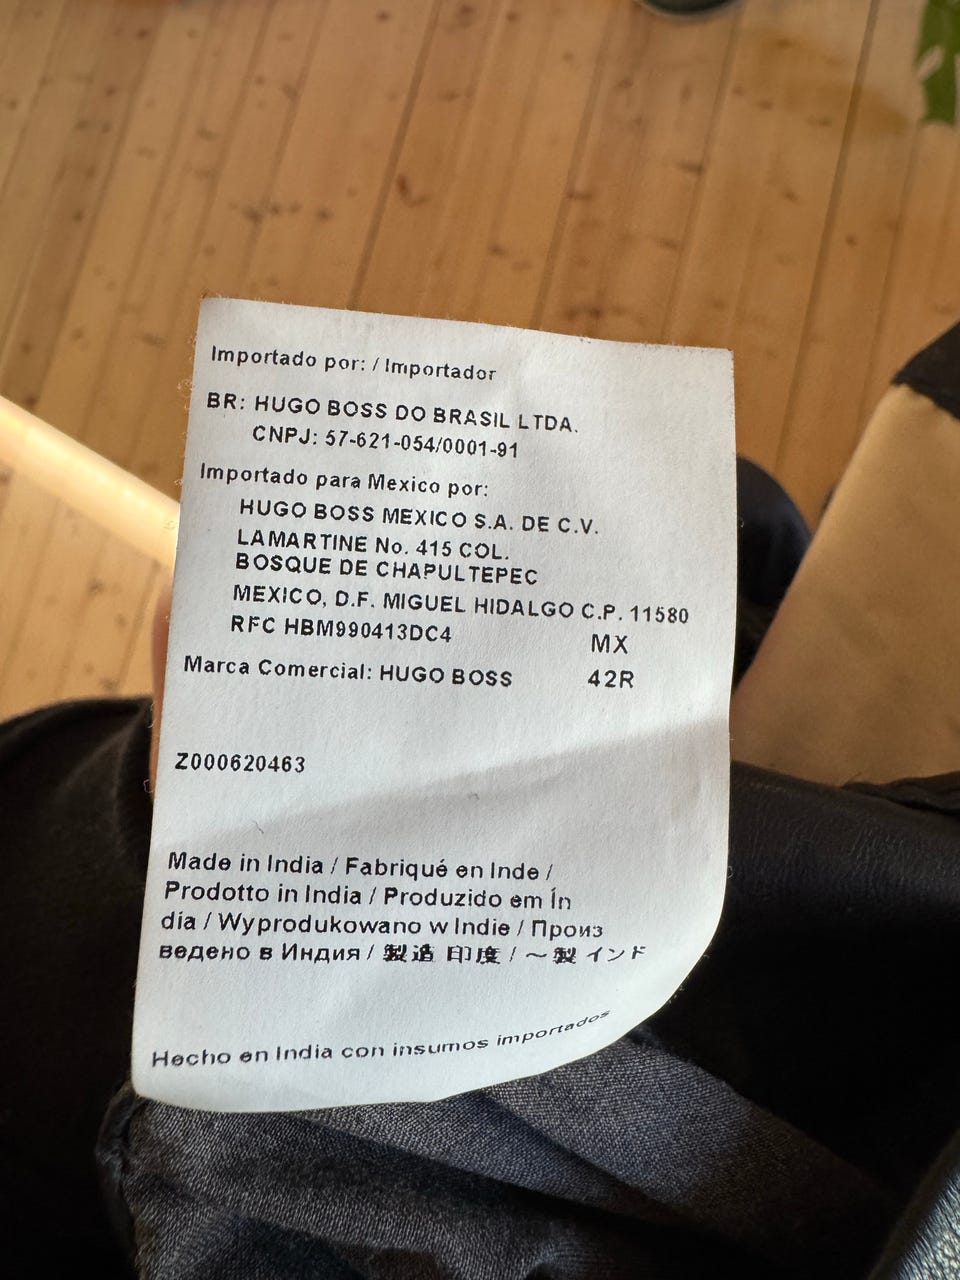 Importado por: / Importador
BR: HUGO BOSS DO BRASIL LTDA.
CNPJ: 57-621-054/0001-91
Importado para Mexico por:
HUGO BOSS MEXICO S.A. DE C.V.
LAMARTINE No. 415 COL.
BOSQUE DE CHAPULTEPEC
MEXICO, D.F. MIGUEL HIDALGO C.P. 11580
RFC HBM990413DC4 MX
Marca Comercial: HUGO BOSS 42R
Z000620463
Made in India / Fabriqué en Inde /
Prodotto in India / Produzido em Ín
dia / Wyprodukowano w Indie / Произ
ведено в Индия / 製造 印度 / ～製 インド
Hecho en India con insumos importados